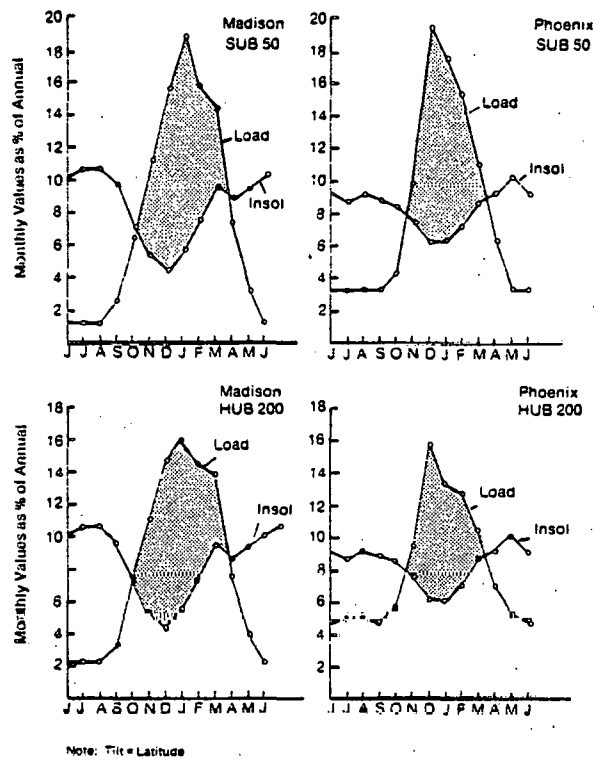 Madison
SUB 50
20
18
16
14
12
10
8
6
4
2
Load
Insol
Monthly Values as % of Annual
J J A S O N D J F M A M J
Phoenix
SUB 50
20
18
16
14
12
10
8
6
4
2
Load
Insol
J J A S O N D J F M A M J
Madison
HUB 200
18
16
14
12
10
8
6
4
2
Load
Insol
Monthly Values as % of Annual
J J A S O N D J F M A M J
Phoenix
HUB 200
18
16
14
12
10
8
6
4
2
Load
Insol
J J A S O N D J F M A M J
Note: Tilt = Latitude